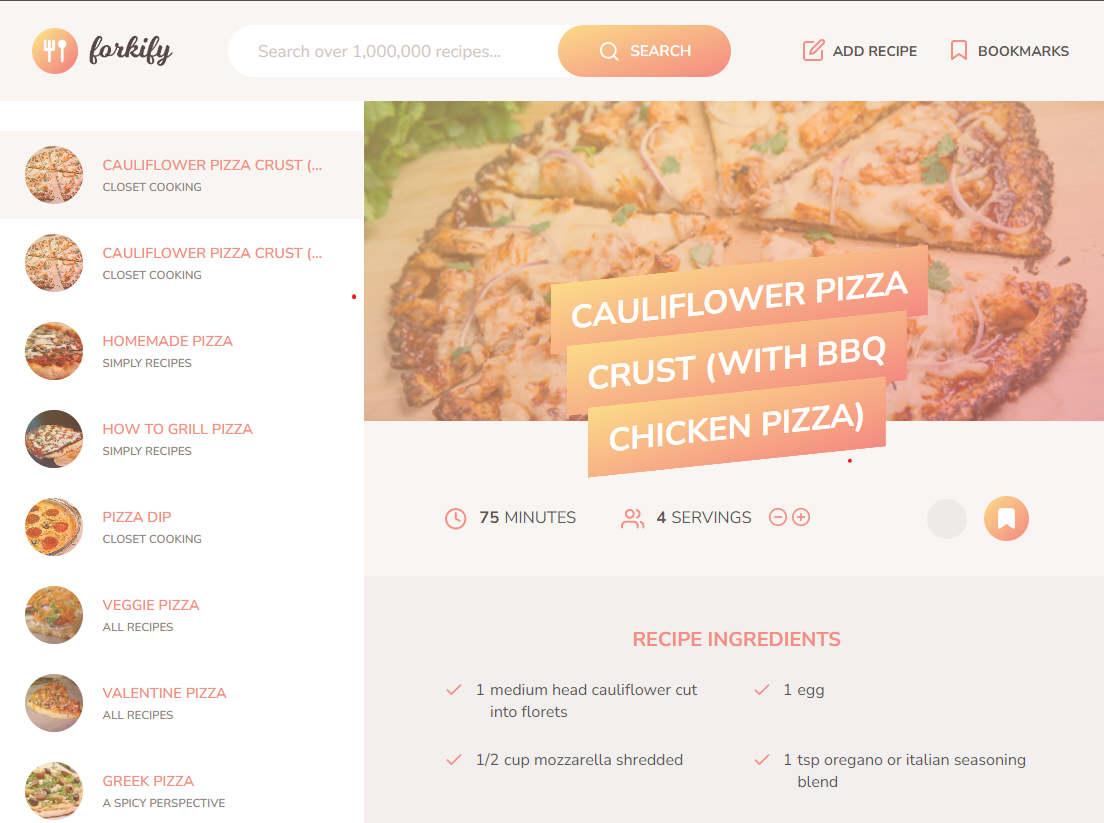 forkify
Search over 1,000,000 recipes...
SEARCH
ADD RECIPE
BOOKMARKS
CAULIFLOWER PIZZA CRUST (...
CLOSET COOKING
CAULIFLOWER PIZZA CRUST (...
CLOSET COOKING
HOMEMADE PIZZA
SIMPLY RECIPES
HOW TO GRILL PIZZA
SIMPLY RECIPES
PIZZA DIP
CLOSET COOKING
VEGGIE PIZZA
ALL RECIPES
VALENTINE PIZZA
ALL RECIPES
GREEK PIZZA
A SPICY PERSPECTIVE
CAULIFLOWER PIZZA
CRUST (WITH BBQ
CHICKEN PIZZA)
75 MINUTES
4 SERVINGS
RECIPE INGREDIENTS
1 medium head cauliflower cut
into florets
1 egg
1/2 cup mozzarella shredded
1 tsp oregano or italian seasoning
blend